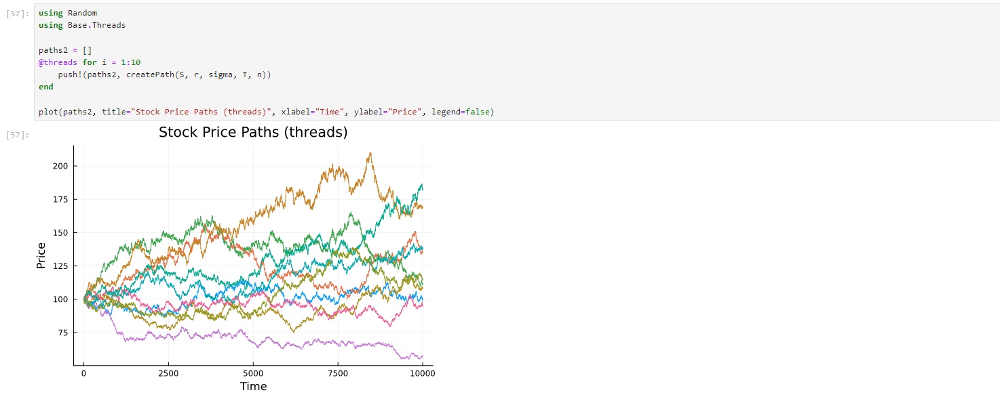 [57]:
using Random
using Base.Threads
paths2 = []
@threads for i = 1:10
    push!(paths2, createPath(S, r, sigma, T, n))
end
plot(paths2, title="Stock Price Paths (threads)", xlabel="Time", ylabel="Price", legend=false)
[57]:
Stock Price Paths (threads)
200
175
150
125
100
75
Price
0 2500 5000 7500 10000
Time